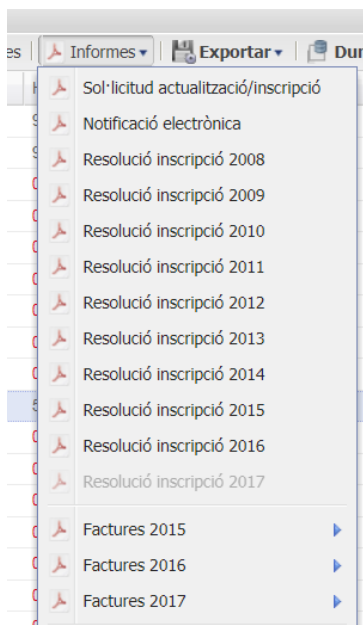 es Informes Exportar Dur
Sol·licitud actualització/inscripció
Notificació electrònica
Resolució inscripció 2008
Resolució inscripció 2009
Resolució inscripció 2010
Resolució inscripció 2011
Resolució inscripció 2012
Resolució inscripció 2013
Resolució inscripció 2014
Resolució inscripció 2015
Resolució inscripció 2016
Resolució inscripció 2017
Factures 2015
Factures 2016
Factures 2017